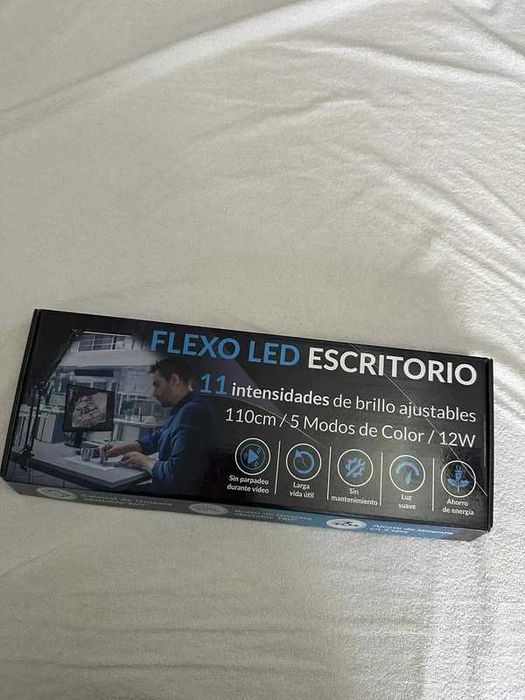 FLEXO LED ESCRITORIO
11 intensidades de brillo ajustables
110cm / 5 Modos de Color / 12W
Sin parpadeo
durante vídeo
Larga
vida útil
Sin
mantenimiento
Luz
suave
Ahorro
de energía